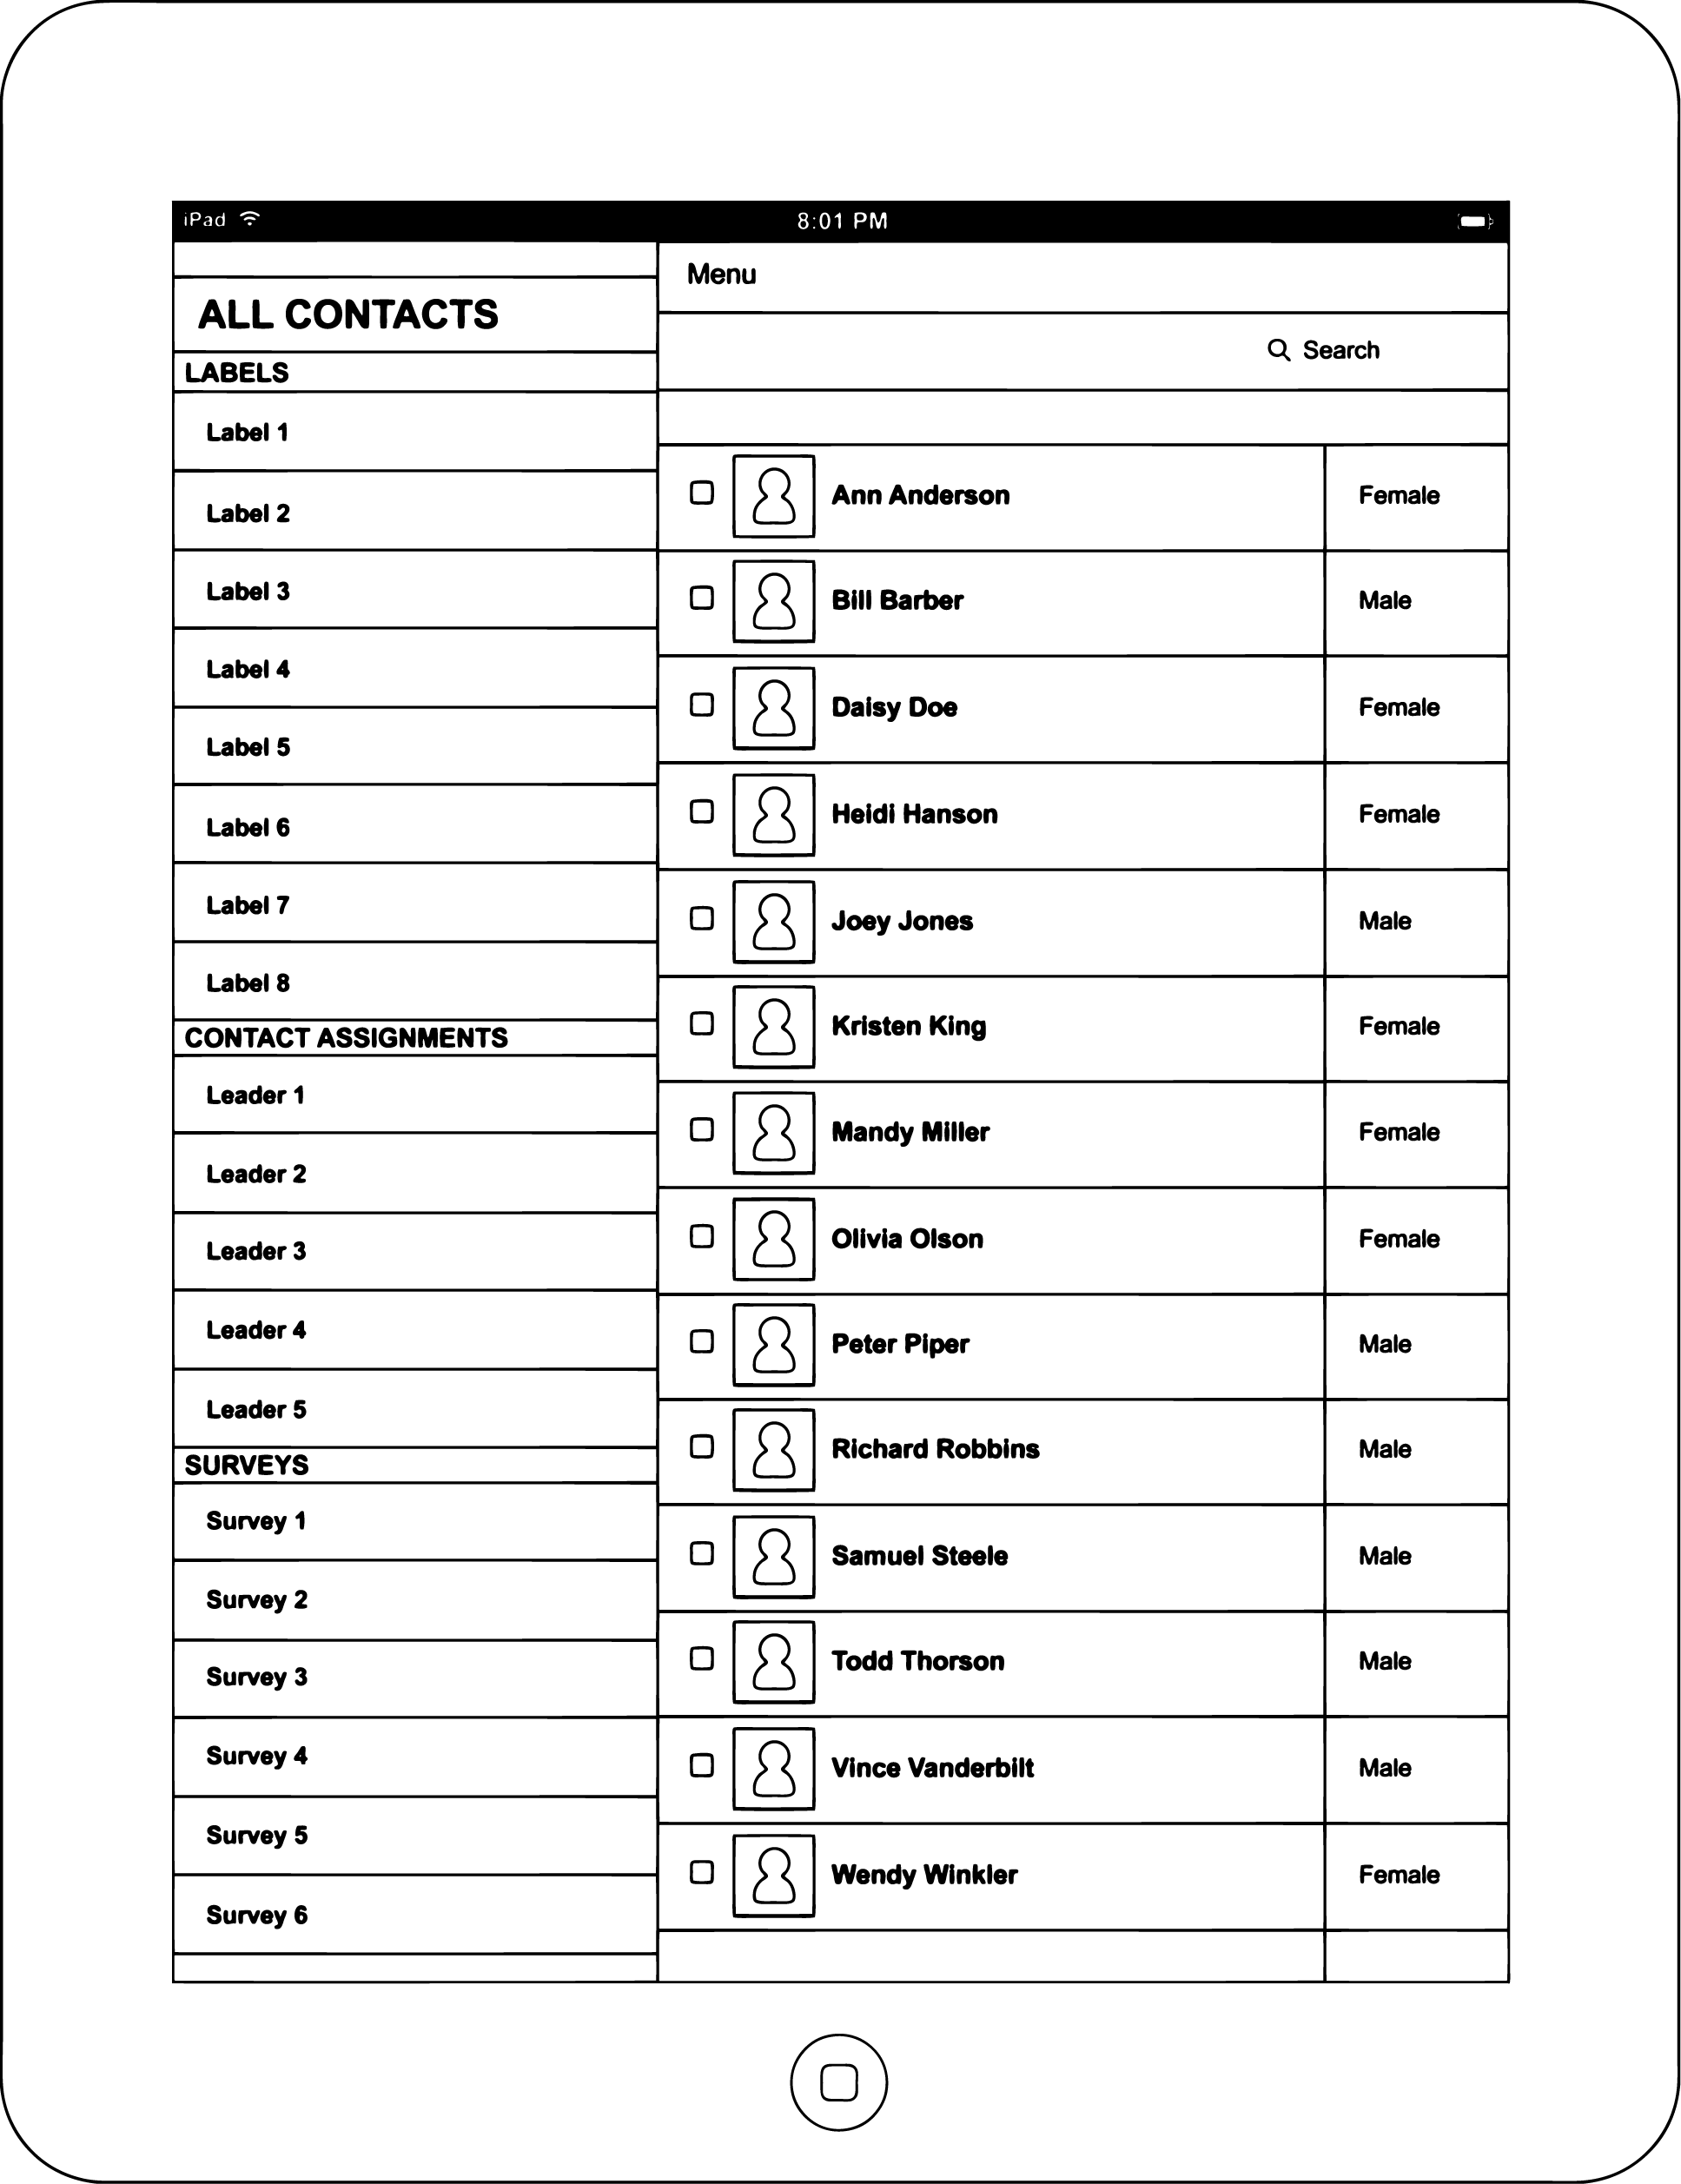 iPad 8:01 PM
ALL CONTACTS
LABELS
Label 1
Label 2
Label 3
Label 4
Label 5
Label 6
Label 7
Label 8
CONTACT ASSIGNMENTS
Leader 1
Leader 2
Leader 3
Leader 4
Leader 5
SURVEYS
Survey 1
Survey 2
Survey 3
Survey 4
Survey 5
Survey 6
Menu
Search
Ann Anderson Female
Bill Barber Male
Daisy Doe Female
Heidi Hanson Female
Joey Jones Male
Kristen King Female
Mandy Miller Female
Olivia Olson Female
Peter Piper Male
Richard Robbins Male
Samuel Steele Male
Todd Thorson Male
Vince Vanderbilt Male
Wendy Winkler Female